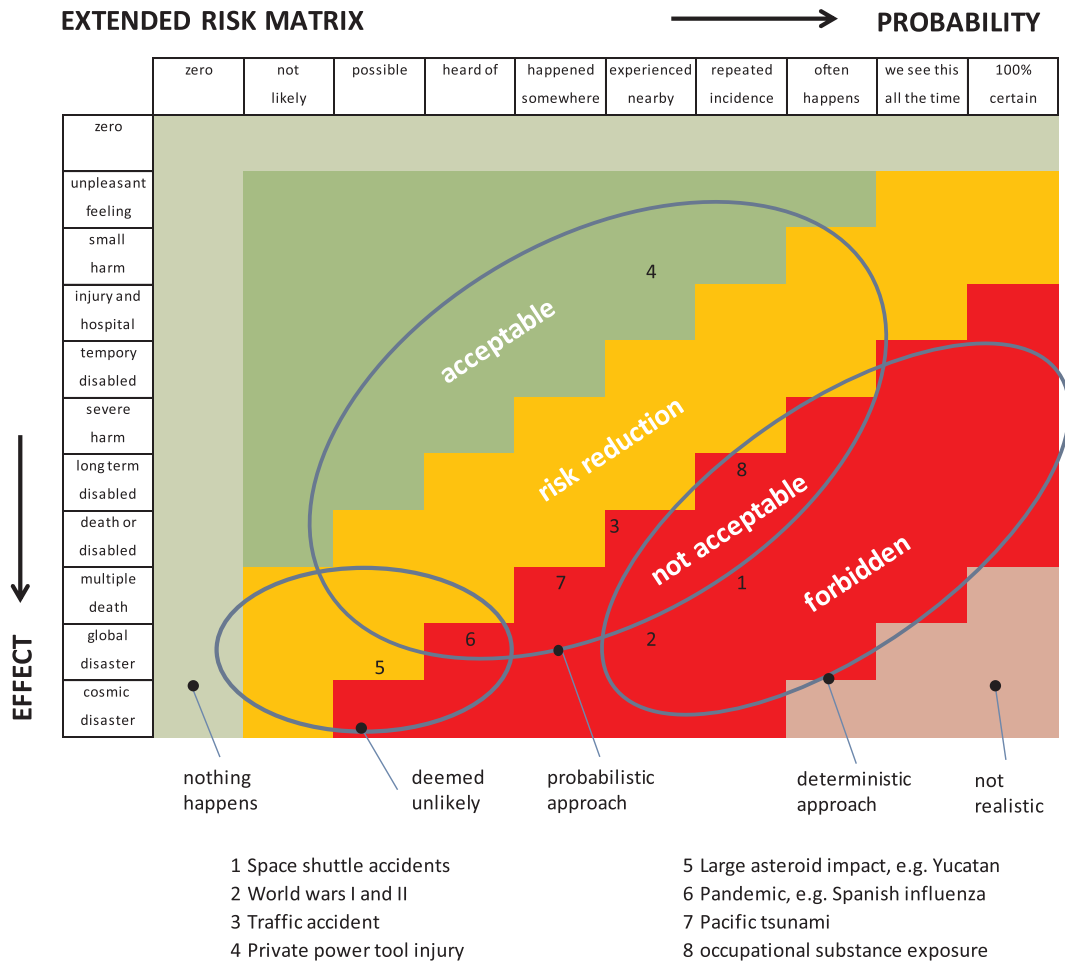 EXTENDED RISK MATRIX
PROBABILITY
zero
not
likely
possible
heard of
happened
somewhere
experienced
nearby
repeated
incidence
often
happens
we see this
all the time
100%
certain
zero
unpleasant
feeling
small
harm
injury and
hospital
tempory
disabled
severe
harm
long term
disabled
death or
disabled
multiple
death
global
disaster
cosmic
disaster
EFFECT
4
acceptable
risk reduction
8
3
not acceptable
7
1
forbidden
6
2
5
nothing
happens
deemed
unlikely
probabilistic
approach
deterministic
approach
not
realistic
1 Space shuttle accidents
2 World wars I and II
3 Traffic accident
4 Private power tool injury
5 Large asteroid impact, e.g. Yucatan
6 Pandemic, e.g. Spanish influenza
7 Pacific tsunami
8 occupational substance exposure